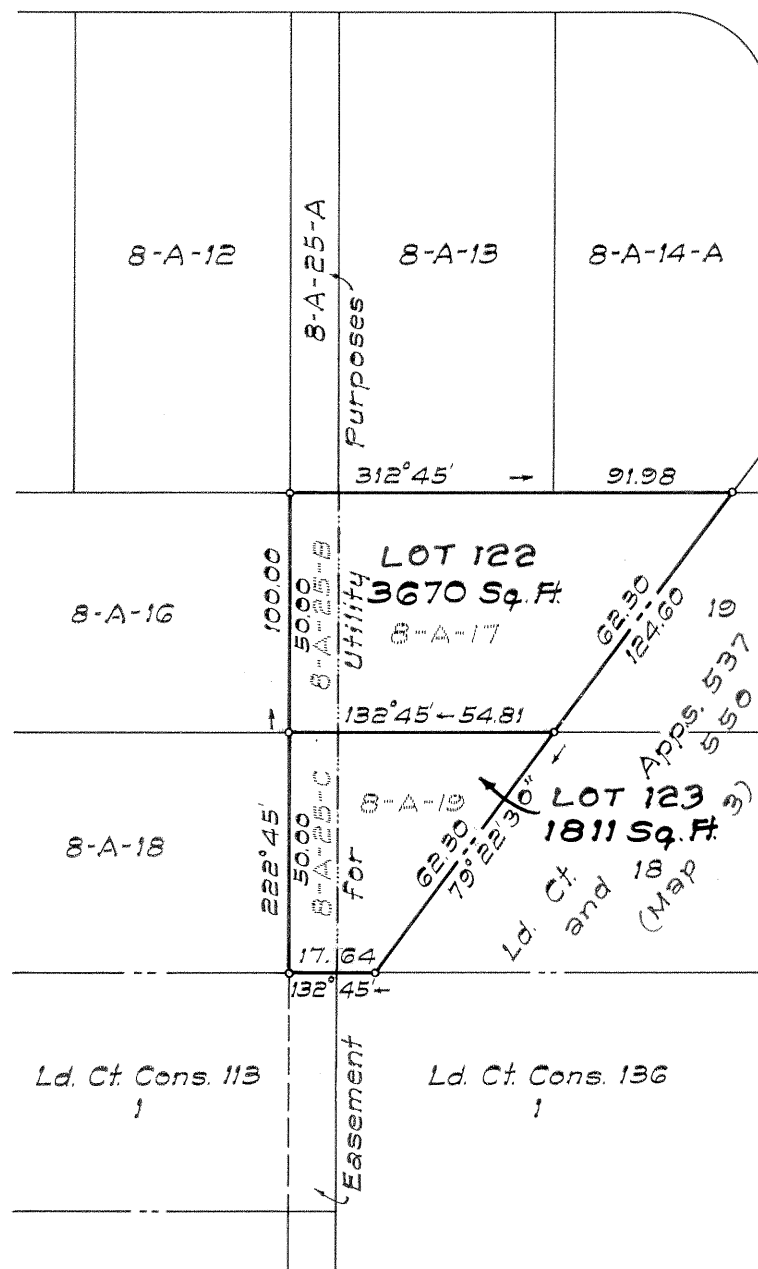 8-A-12
8-A-25-A
8-A-13
8-A-14-A
Purposes
312°45'
91.98
8-A-16
100.00
50.00
8-A-25-B
Utility
LOT 122
3670 Sq. Ft.
8-A-17
62.30
124.60
19
Apps. 537
550
132°45'
54.81
8-A-18
222°45'
50.00
8-A-25-C
for
8-A-19
62.30
79°22'30"
LOT 123
1811 Sq. Ft.
Ld. Ct.
and 18
(Map 3)
17.64
132°45'
Ld. Ct. Cons. 113
1
Easement
Ld. Ct. Cons. 136
1